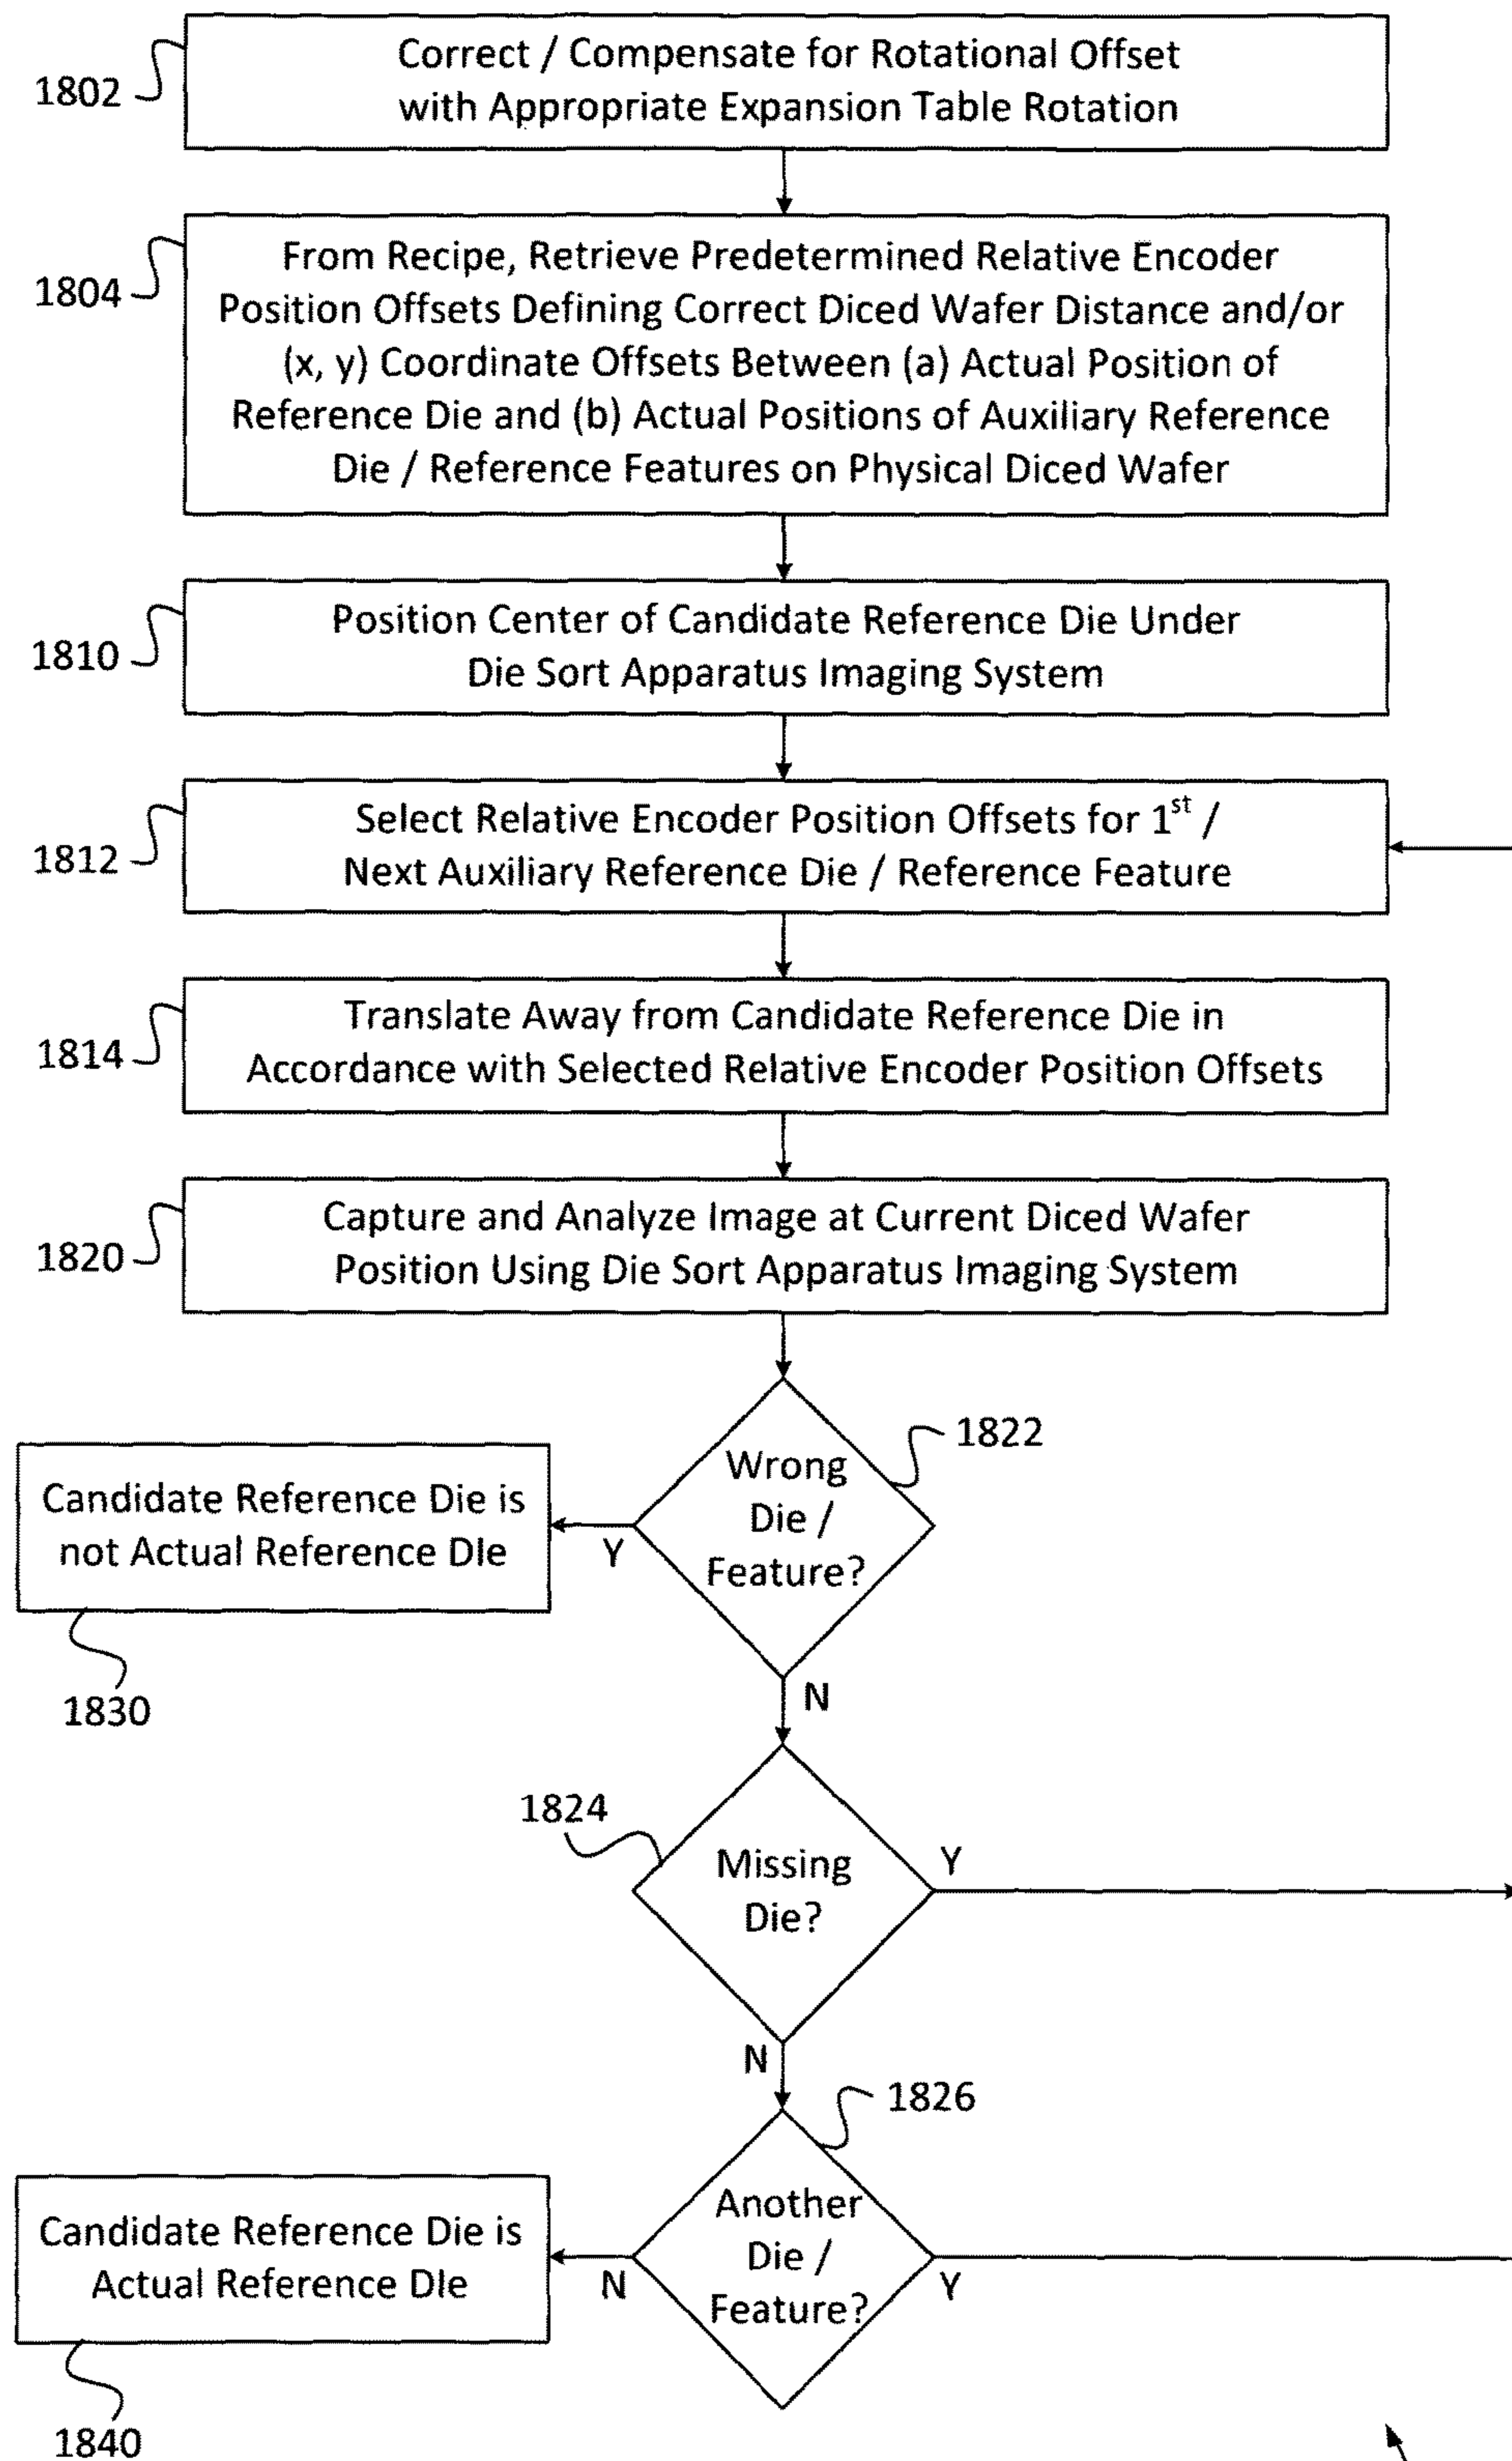 Correct / Compensate for Rotational Offset
with Appropriate Expansion Table Rotation
1802
From Recipe, Retrieve Predetermined Relative Encoder
Position Offsets Defining Correct Diced Wafer Distance and/or
(x, y) Coordinate Offsets Between (a) Actual Position of
Reference Die and (b) Actual Positions of Auxiliary Reference
Die / Reference Features on Physical Diced Wafer
1804
Position Center of Candidate Reference Die Under
Die Sort Apparatus Imaging System
1810
Select Relative Encoder Position Offsets for 1st /
Next Auxiliary Reference Die / Reference Feature
1812
Translate Away from Candidate Reference Die in
Accordance with Selected Relative Encoder Position Offsets
1814
Capture and Analyze Image at Current Diced Wafer
Position Using Die Sort Apparatus Imaging System
1820
Wrong
Die /
Feature?
1822
Y
Candidate Reference Die is
not Actual Reference DIe
1830
N
1824
Missing
Die?
Y
N
1826
Another
Die /
Feature?
Y
N
Candidate Reference Die is
Actual Reference DIe
1840